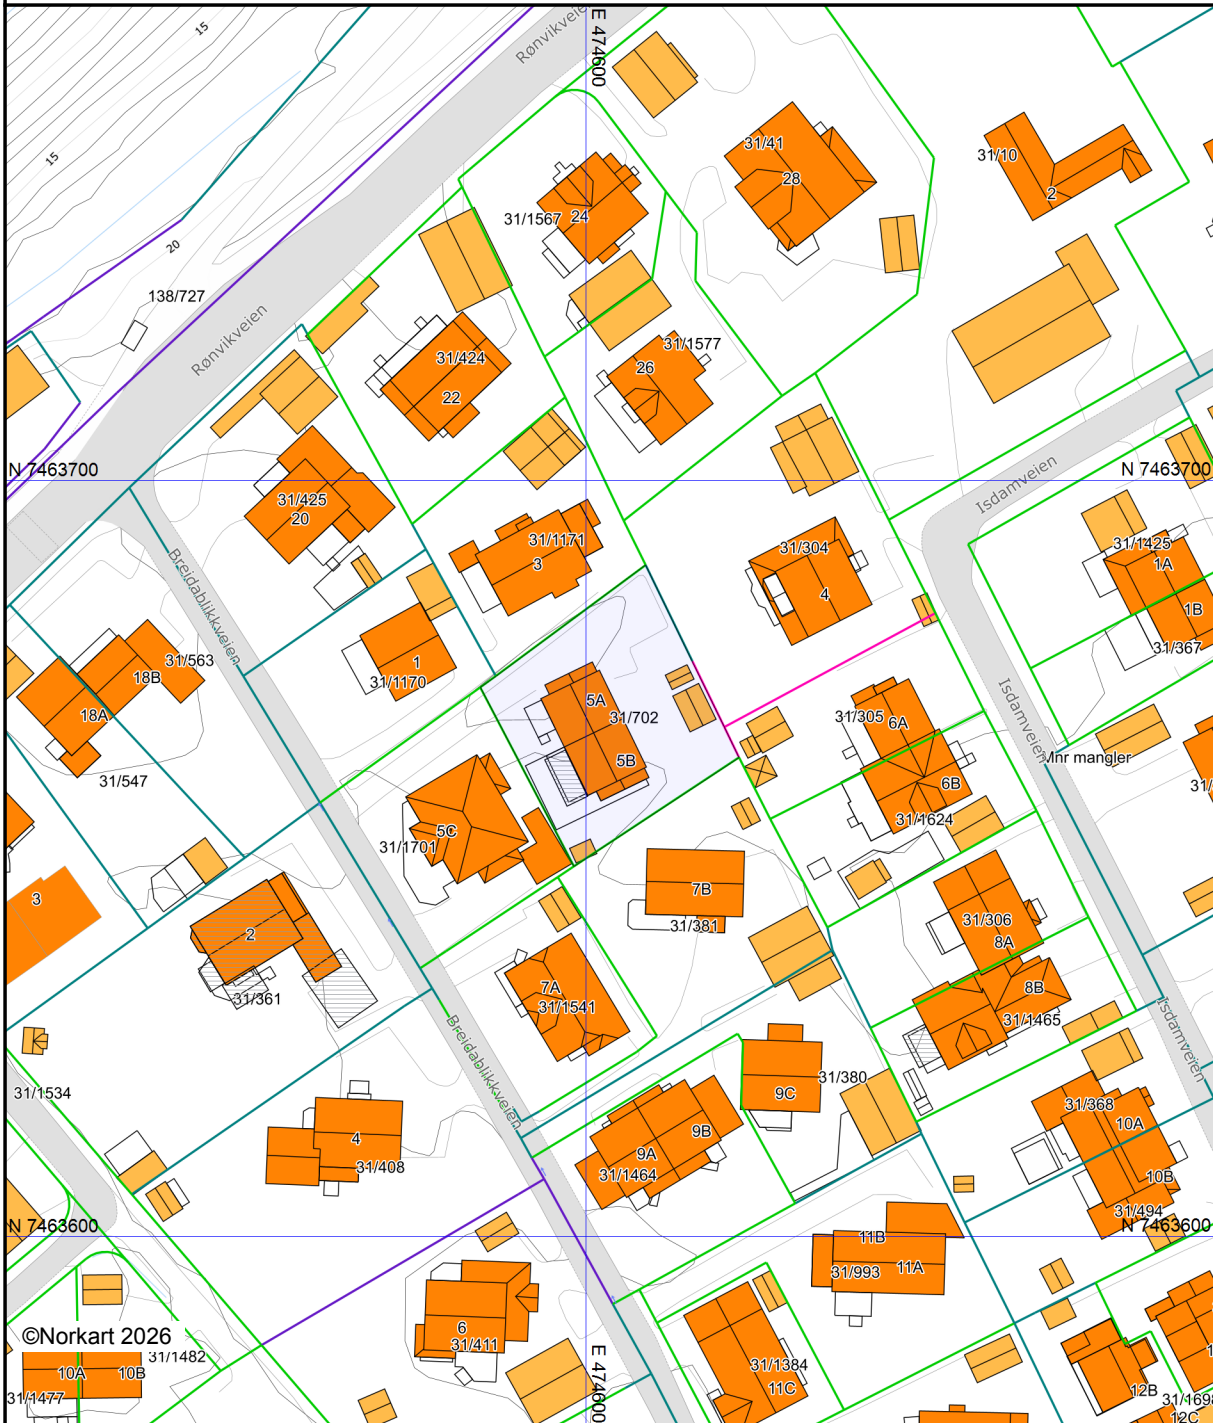 15
Rønvikveie
E 474600
31/41
28
31/10
2
15
31/1567
24
20
138/727
Rønvikveien
31/424
22
31/1577
26
N 7463700
N 7463700
Isdamveien
31/425
20
31/1171
3
31/304
4
31/1425
1A
1B
31/367
Breidablikkveien
31/563
18B
18A
31/547
1
31/1170
5A
31/702
5B
31/305
6A
Isdamveien
Mnr mangler
6B
31/1624
31/
5C
31/1701
3
7B
31/381
31/306
8A
2
31/361
7A
31/1541
8B
31/1465
Isdamveien
Breidablikkveien
31/1534
9C
31/380
31/368
10A
4
31/408
9B
9A
31/1464
10B
31/494
N 7463600
N 7463600
11B
11A
31/993
6
31/411
©Norkart 2026
31/1482
10A
10B
31/1477
E 474600
31/1384
11C
12B
31/1698
12C